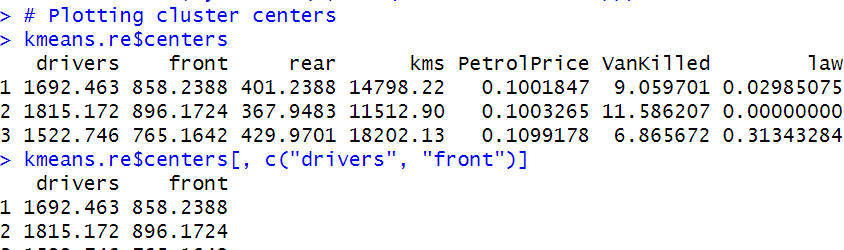 > # Plotting cluster centers
> kmeans.re$centers
drivers front rear kms PetrolPrice VanKilled law
1 1692.463 858.2388 401.2388 14798.22 0.1001847 9.059701 0.02985075
2 1815.172 896.1724 367.9483 11512.90 0.1003265 11.586207 0.00000000
3 1522.746 765.1642 429.9701 18202.13 0.1099178 6.865672 0.31343284
> kmeans.re$centers[, c("drivers", "front")]
drivers front
1 1692.463 858.2388
2 1815.172 896.1724